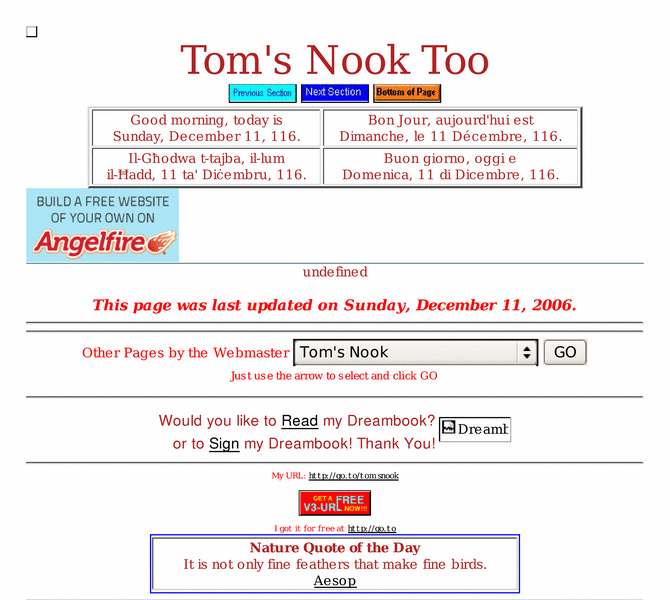 Tom's Nook Too
Previous Section Next Section Bottom of Page
Good morning, today is
Sunday, December 11, 116.
Bon Jour, aujourd'hui est
Dimanche, le 11 Décembre, 116.
Il-Għodwa t-tajba, il-lum
il-Ħadd, 11 ta' Diċembru, 116.
Buon giorno, oggi e
Domenica, 11 di Dicembre, 116.
BUILD A FREE WEBSITE
OF YOUR OWN ON
Angelfire
undefined
This page was last updated on Sunday, December 11, 2006.
Other Pages by the Webmaster Tom's Nook GO
Just use the arrow to select and click GO
Would you like to Read my Dreambook?
or to Sign my Dreambook! Thank You!
Dreamb
My URL: http://go.to/tomsnook
GET A FREE
V3-URL NOW!!!
I got it for free at http://go.to
Nature Quote of the Day
It is not only fine feathers that make fine birds.
Aesop